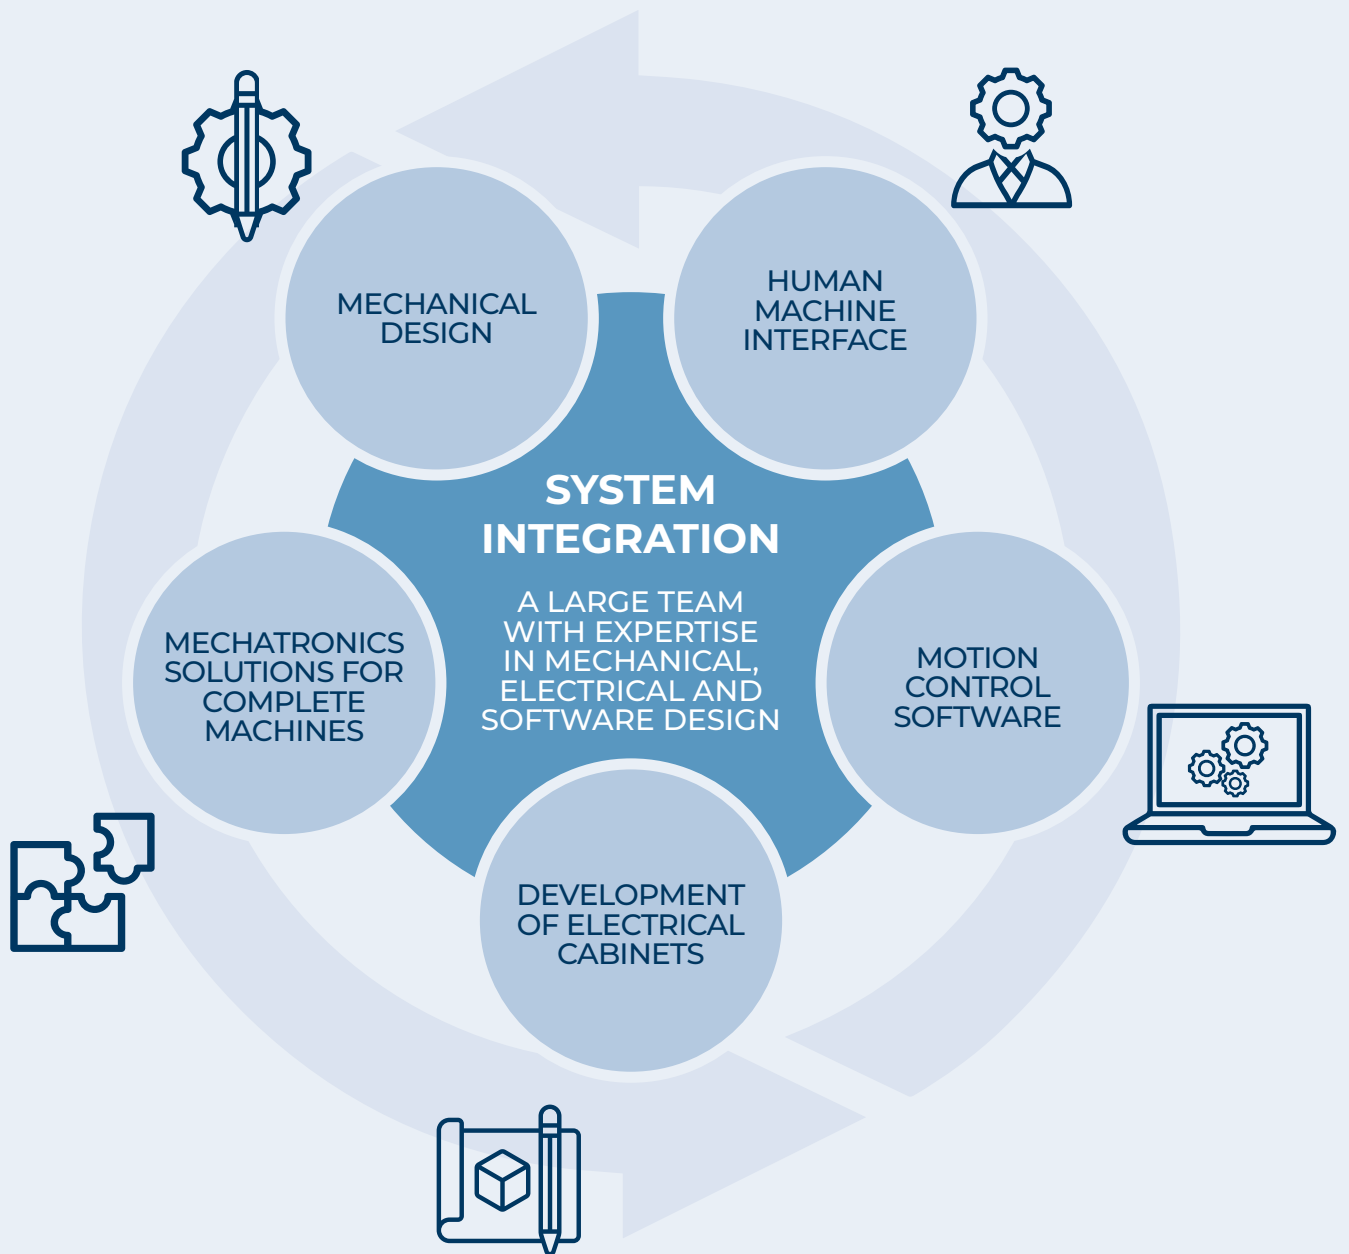 MECHANICAL
DESIGN
HUMAN
MACHINE
INTERFACE
SYSTEM
INTEGRATION
A LARGE TEAM
WITH EXPERTISE
IN MECHANICAL,
ELECTRICAL AND
SOFTWARE DESIGN
MECHATRONICS
SOLUTIONS FOR
COMPLETE
MACHINES
MOTION
CONTROL
SOFTWARE
DEVELOPMENT
OF ELECTRICAL
CABINETS